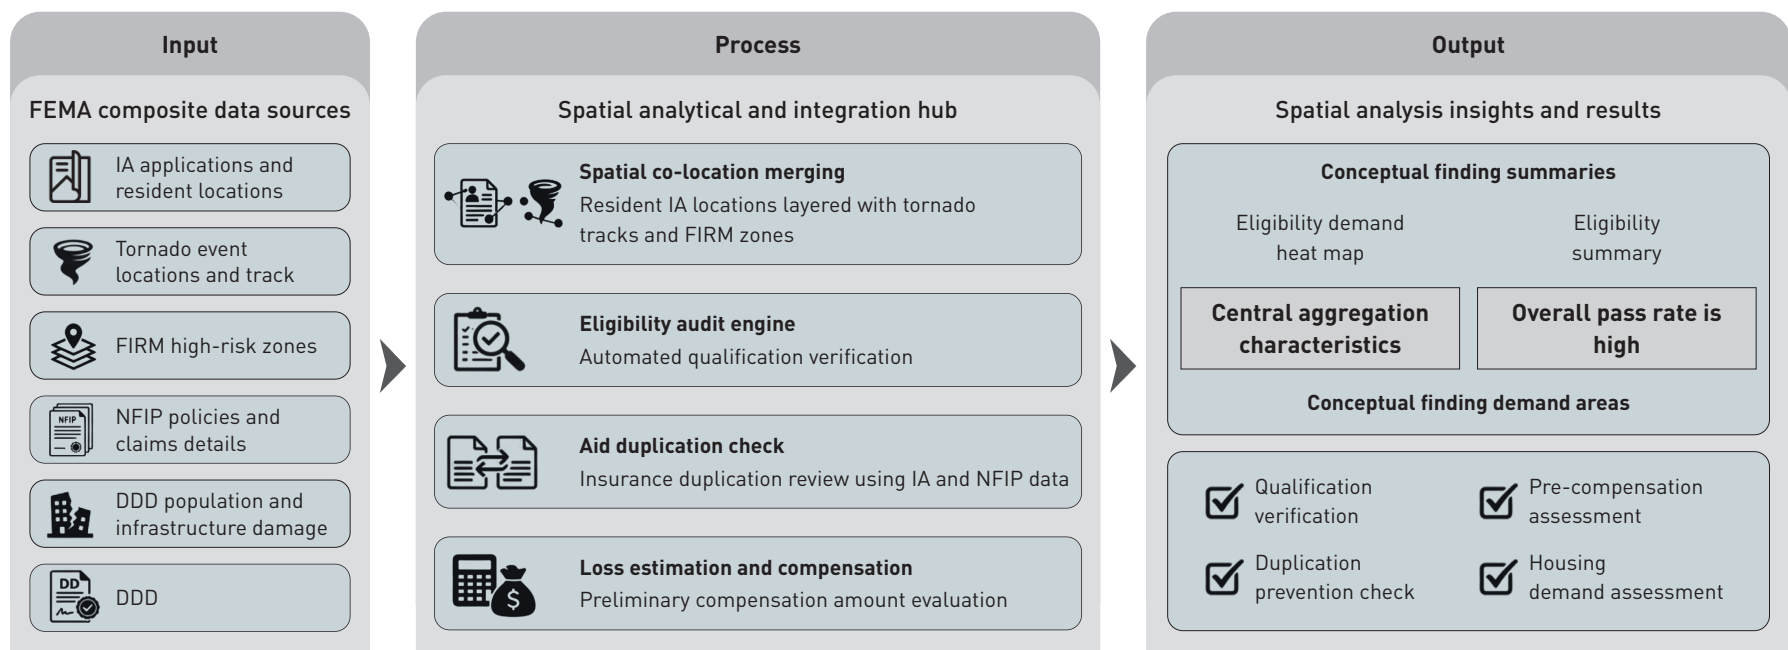 Input
FEMA composite data sources
IA applications and
resident locations
Tornado event
locations and track
FIRM high-risk zones
NFIP
NFIP policies and
claims details
DDD population and
infrastructure damage
DD
DDD
Process
Spatial analytical and integration hub
Spatial co-location merging
Resident IA locations layered with tornado
tracks and FIRM zones
Eligibility audit engine
Automated qualification verification
Aid duplication check
Insurance duplication review using IA and NFIP data
$
Loss estimation and compensation
Preliminary compensation amount evaluation
Output
Spatial analysis insights and results
Conceptual finding summaries
Eligibility demand
heat map
Eligibility
summary
Central aggregation
characteristics
Overall pass rate is
high
Conceptual finding demand areas
Qualification
verification
Pre-compensation
assessment
Duplication
prevention check
Housing
demand assessment